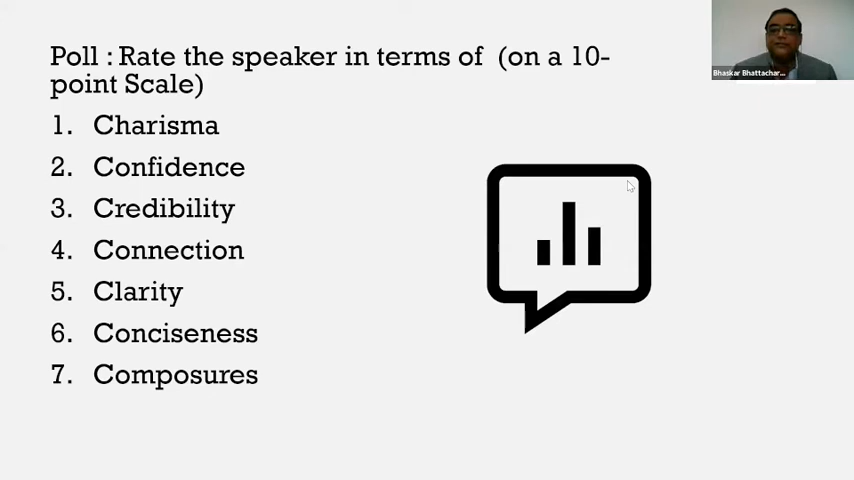 Poll : Rate the speaker in terms of (on a 10-
point Scale)
1. Charisma
2. Confidence
3. Credibility
4. Connection
5. Clarity
6. Conciseness
7. Composures
Bhaskar Bhattachar...